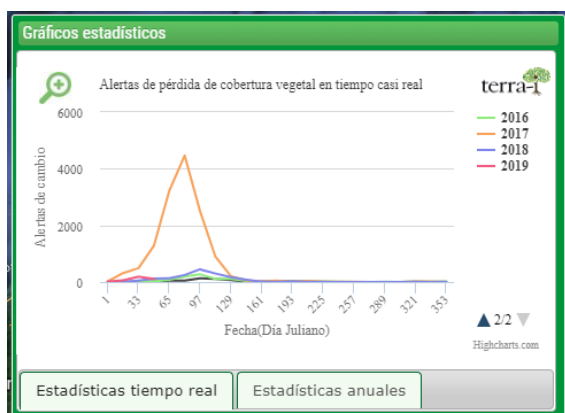 Gráficos estadísticos
Alertas de pérdida de cobertura vegetal en tiempo casi real
terra-i
6000
4000
2000
0
Alertas de cambio
1
33
65
97
129
161
193
225
257
289
321
353
Fecha(Día Juliano)
2016
2017
2018
2019
2/2
Highcharts.com
Estadísticas tiempo real
Estadísticas anuales